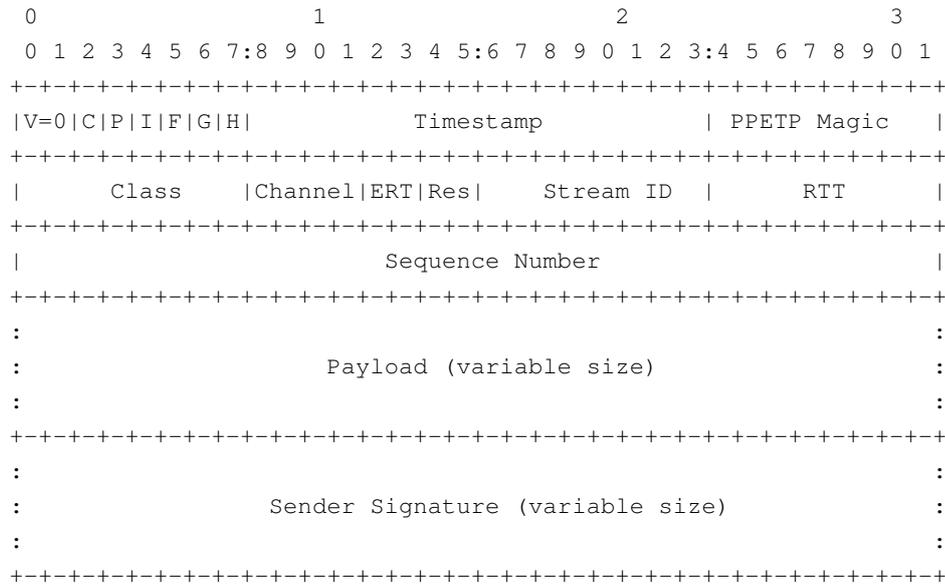 0                   1                   2                   3
0 1 2 3 4 5 6 7:8 9 0 1 2 3 4 5:6 7 8 9 0 1 2 3:4 5 6 7 8 9 0 1
+-+-+-+-+-+-+-+-+-+-+-+-+-+-+-+-+-+-+-+-+-+-+-+-+-+-+-+-+-+-+-+-+
|V=0|C|P|I|F|G|H|           Timestamp           | PPETP Magic   |
+-+-+-+-+-+-+-+-+-+-+-+-+-+-+-+-+-+-+-+-+-+-+-+-+-+-+-+-+-+-+-+-+
|      Class    |Channel|ERT|Res|    Stream ID  |      RTT      |
+-+-+-+-+-+-+-+-+-+-+-+-+-+-+-+-+-+-+-+-+-+-+-+-+-+-+-+-+-+-+-+-+
|                         Sequence Number                       |
+-+-+-+-+-+-+-+-+-+-+-+-+-+-+-+-+-+-+-+-+-+-+-+-+-+-+-+-+-+-+-+-+
:                                                               :
:                     Payload (variable size)                   :
:                                                               :
+-+-+-+-+-+-+-+-+-+-+-+-+-+-+-+-+-+-+-+-+-+-+-+-+-+-+-+-+-+-+-+-+
:                                                               :
:                 Sender Signature (variable size)              :
:                                                               :
+-+-+-+-+-+-+-+-+-+-+-+-+-+-+-+-+-+-+-+-+-+-+-+-+-+-+-+-+-+-+-+-+